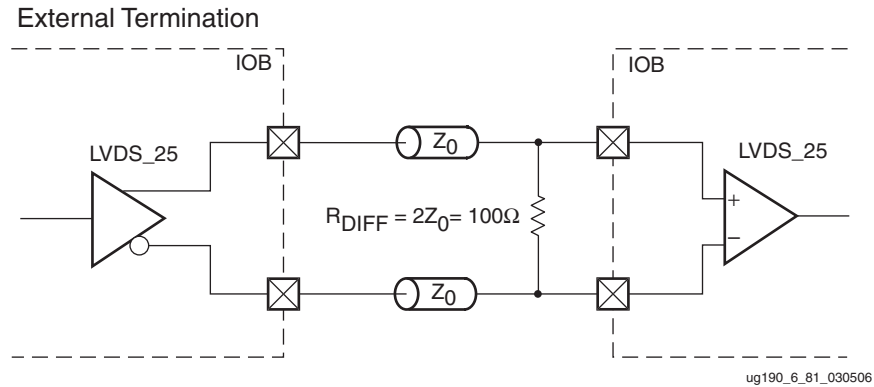 External Termination
IOB
IOB
LVDS_25
Z0
LVDS_25
+
RDIFF = 2Z0= 100Ω
−
Z0
ug190_6_81_030506